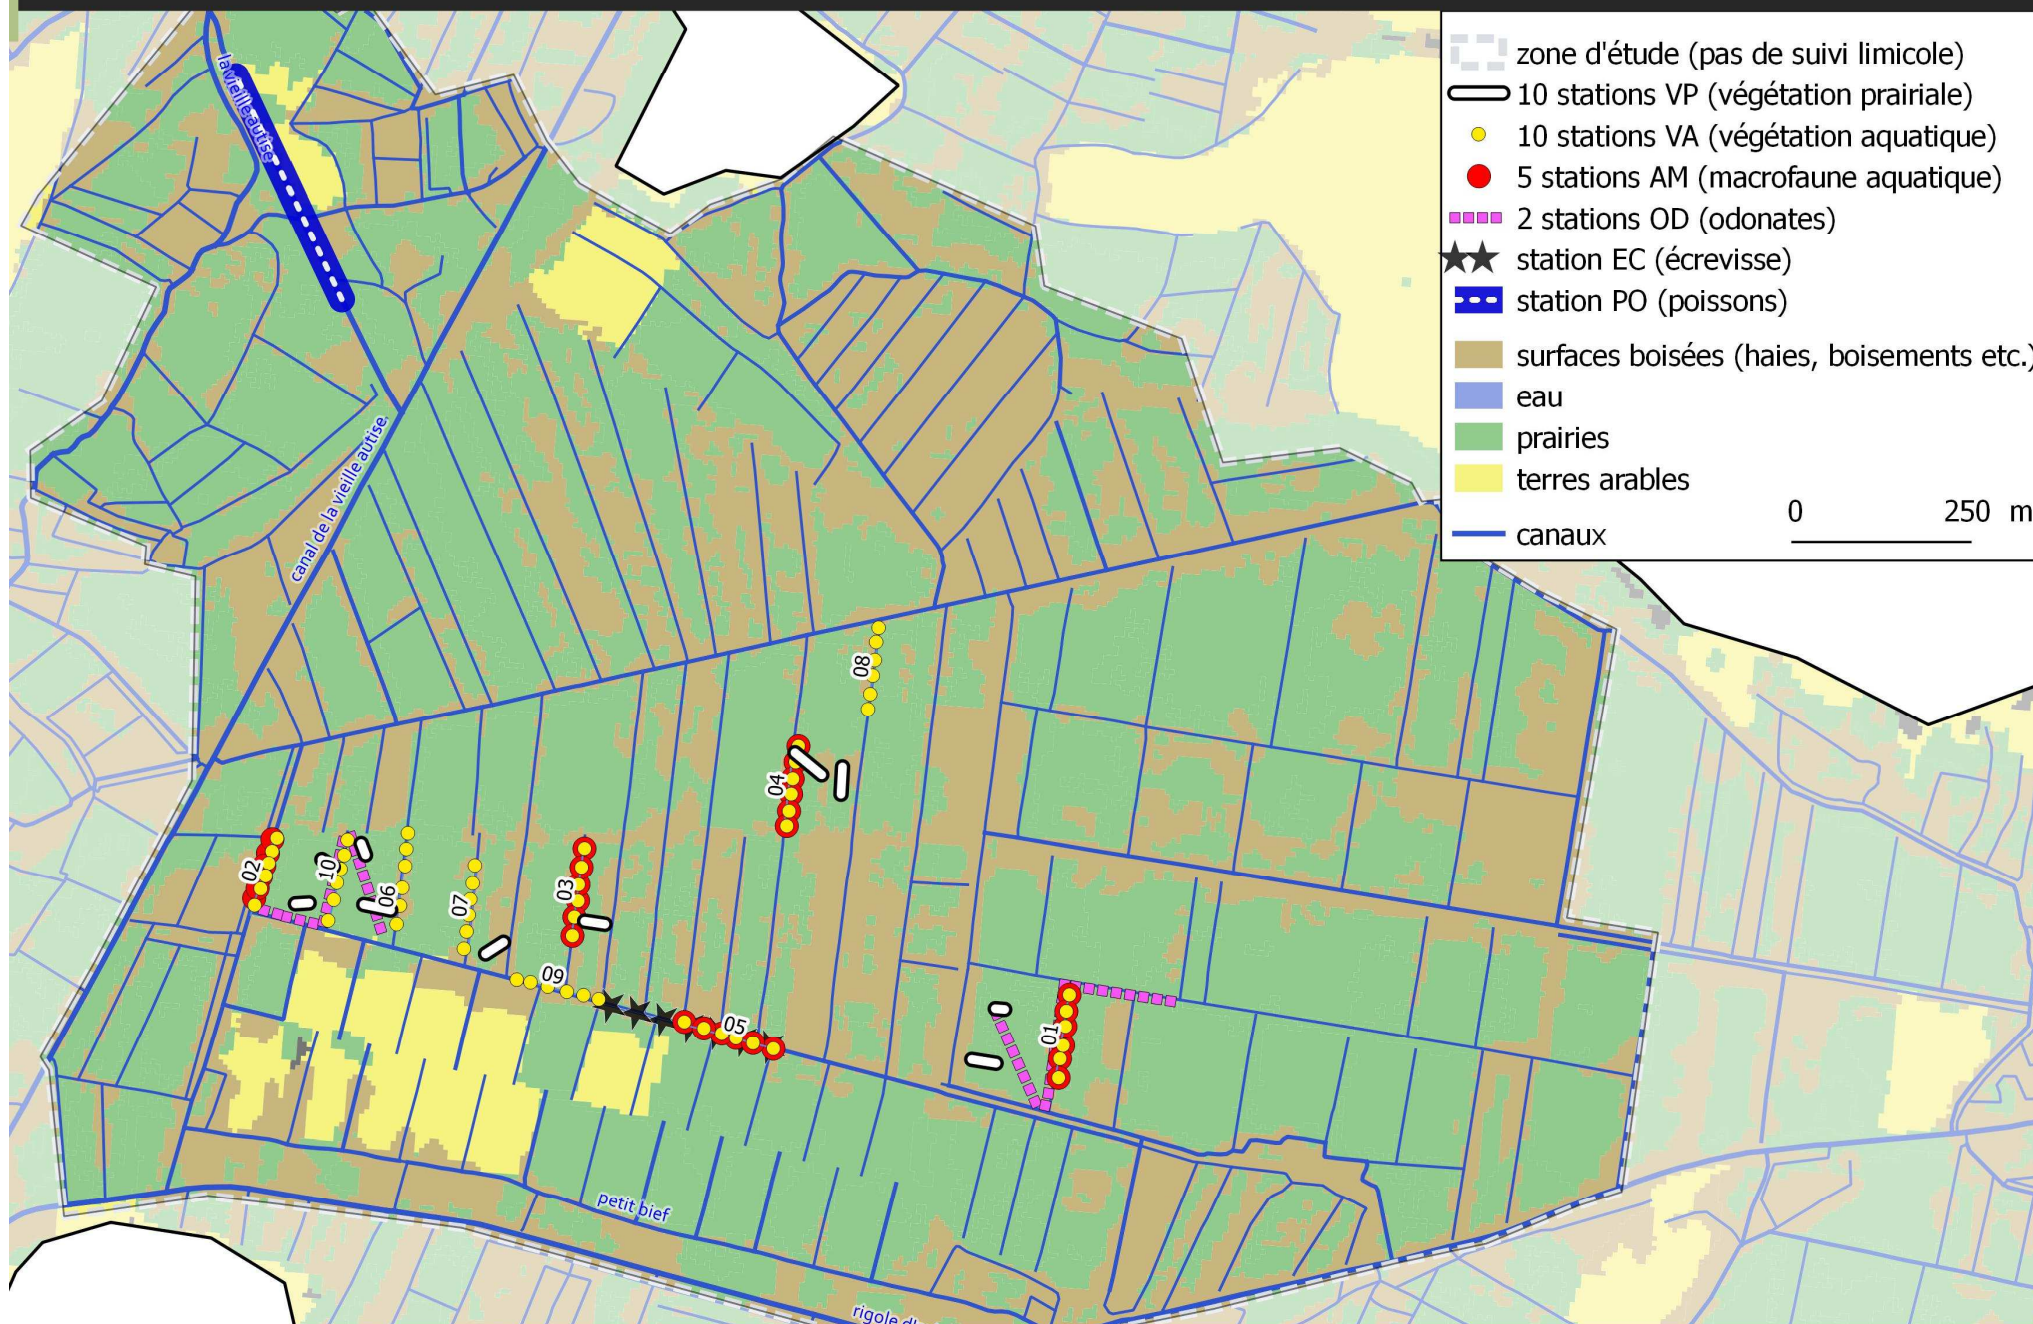 zone d'étude (pas de suivi limicole)
10 stations VP (végétation prairiale)
10 stations VA (végétation aquatique)
5 stations AM (macrofaune aquatique)
2 stations OD (odonates)
station EC (écrevisse)
station PO (poissons)
surfaces boisées (haies, boisements etc.)
eau
prairies
terres arables
canaux
0 250 m
la vieille autise
canal de la vieille autise
08
04
02
10
06
07
03
09
05
01
petit bief
rigole